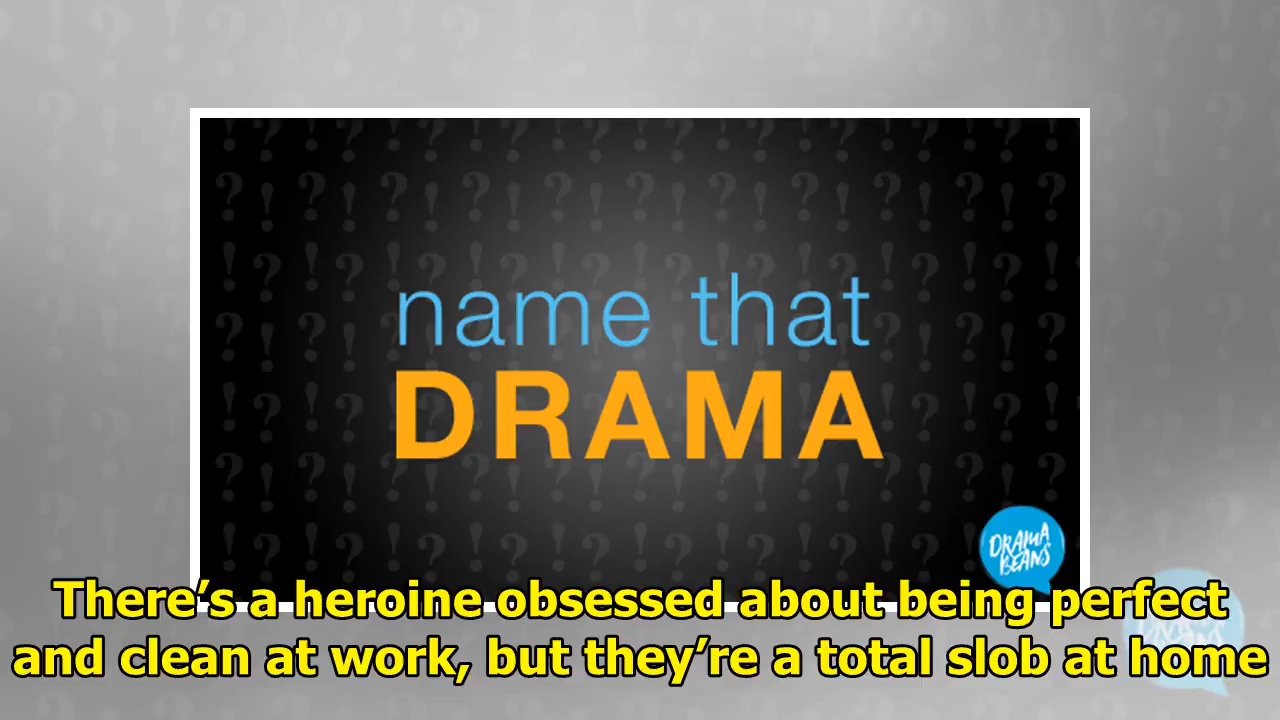 name that
DRAMA
DRAMA
BEANS
There’s a heroine obsessed about being perfect
and clean at work, but they’re a total slob at home